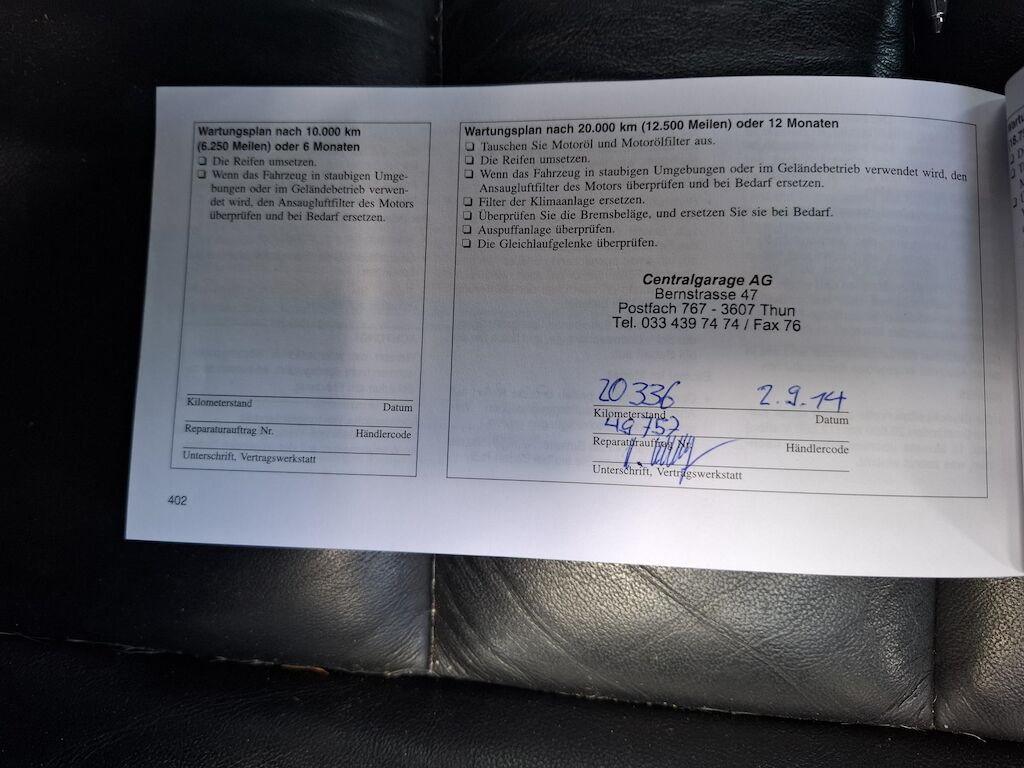 Wartungsplan nach 10.000 km
(6.250 Meilen) oder 6 Monaten
❏ Die Reifen umsetzen.
❏ Wenn das Fahrzeug in staubigen Umge-
bungen oder im Geländebetrieb verwen-
det wird, den Ansaugluftfilter des Motors
überprüfen und bei Bedarf ersetzen.
Kilometerstand Datum
Reparaturauftrag Nr. Händlercode
Unterschrift, Vertragswerkstatt
402
Wartungsplan nach 20.000 km (12.500 Meilen) oder 12 Monaten
❏ Tauschen Sie Motoröl und Motorölfilter aus.
❏ Die Reifen umsetzen.
❏ Wenn das Fahrzeug in staubigen Umgebungen oder im Geländebetrieb verwendet wird, den
Ansaugluftfilter des Motors überprüfen und bei Bedarf ersetzen.
❏ Filter der Klimaanlage ersetzen.
❏ Überprüfen Sie die Bremsbeläge, und ersetzen Sie sie bei Bedarf.
❏ Auspuffanlage überprüfen.
❏ Die Gleichlaufgelenke überprüfen.
Centralgarage AG
Bernstrasse 47
Postfach 767 - 3607 Thun
Tel. 033 439 74 74 / Fax 76
20 336 2.9.14
Kilometerstand Datum
49 757
Reparaturauftrag Nr. Händlercode
Unterschrift, Vertragswerkstatt